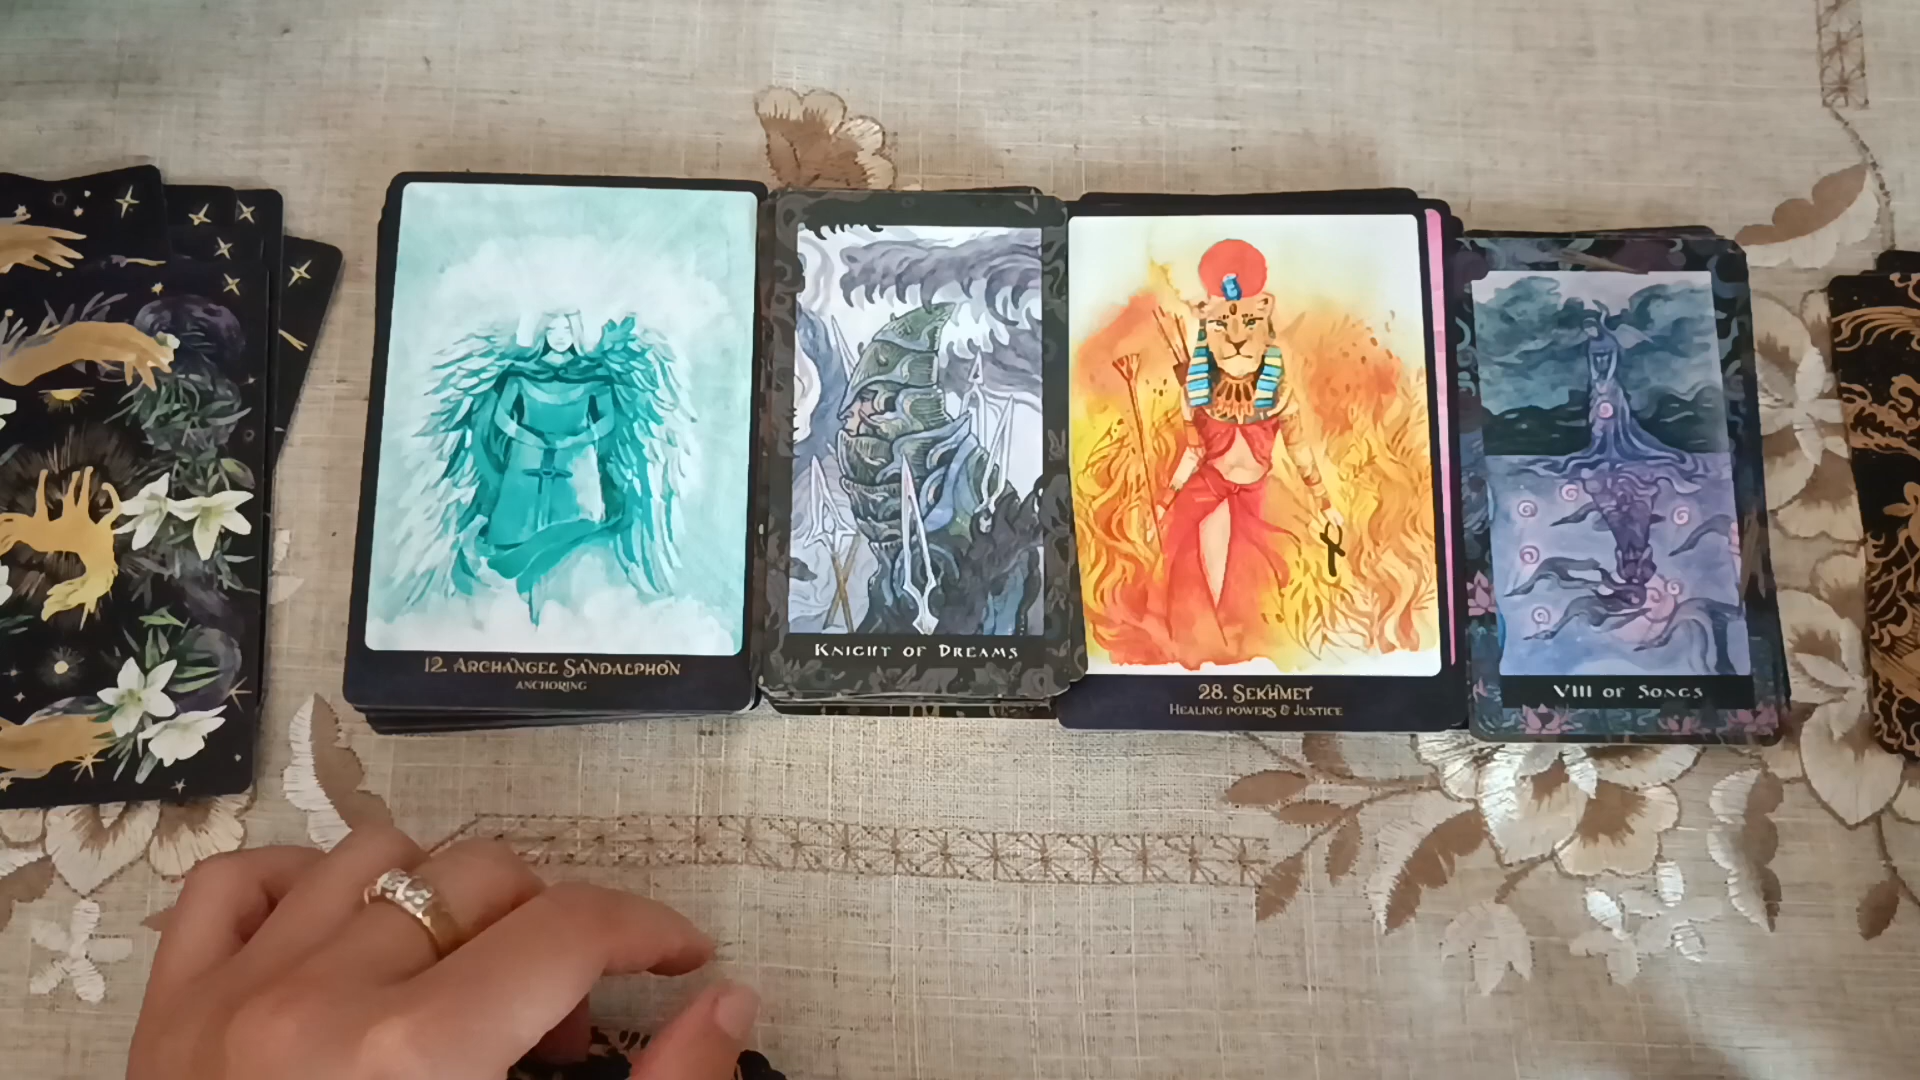 12. Archangel Sandalphon
Anchoring
Knight of Dreams
28. Sekhmet
Healing powers & Justice
VIII of Songs